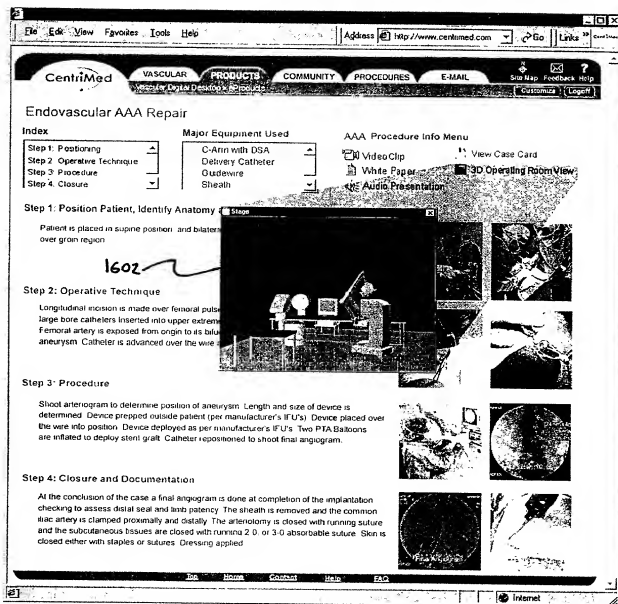 File Edit View Favorites Tools Help
Address http://www.centrimed.com Go Links
CentriMed
VASCULAR PRODUCTS COMMUNITY PROCEDURES E-MAIL
Site Map Feedback Help
Vascular Digital Desktop > eProducts
Customize Logoff
Endovascular AAA Repair
Index
Step 1: Positioning
Step 2 Operative Technique
Step 3 Procedure
Step 4. Closure
Major Equipment Used
C-Arm with DSA
Delivery Catheter
Guidewire
Sheath
AAA Procedure Info Menu
Video Clip
View Case Card
White Paper
3D Operating Room View
Audio Presentation
Step 1: Position Patient, Identify Anatomy
Stage
Patient is placed in supine position and
over groin region
1602
Step 2: Operative Technique
Longitudinal incision is made over femoral
large bore catheters inserted into upper
Femoral artery is exposed from origin to its
aneurysm Catheter is advanced over the wire
Step 3: Procedure
Shoot arteriogram to determine position of aneurysm Length and size of device is
determined Device prepped outside patient (per manufacturer's IFU's) Device placed over
the wire into position Device deployed as per manufacturer's IFU's Two PTA Baltoons
are inflated to deploy stent graft Catheter repositioned to shoot final angiogram.
Step 4: Closure and Documentation
At the conclusion of the case a final angiogram is done at completion of the implantation
checking to assess distal seal and limb patency The sheath is removed and the common
iliac artery is clamped proximally and distally The arteriotomy is closed with running suture
and the subcutaneous tissues are closed with running 2 0. or 3-0 absorbable suture Skin is
closed either with staples or sutures Dressing applied
Top Home Contact Help FAQ
Internet